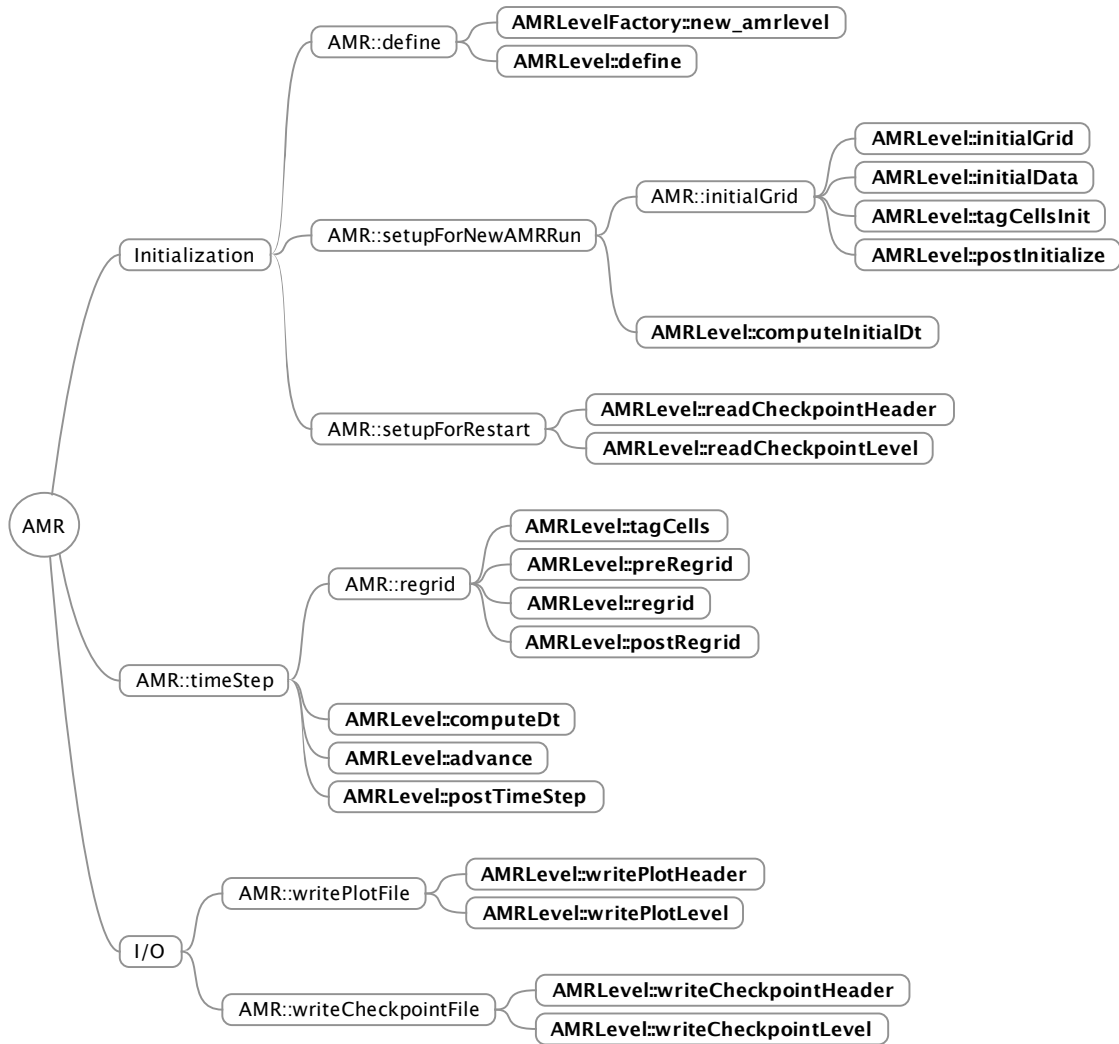 AMRLevelFactory::new_amrlevel
AMR::define
AMRLevel::define
AMRLevel::initialGrid
AMRLevel::initialData
AMR::initialGrid
AMRLevel::tagCellsInit
AMR::setupForNewAMRRun
Initialization
AMRLevel::postInitialize
AMRLevel::computeInitialDt
AMRLevel::readCheckpointHeader
AMR::setupForRestart
AMRLevel::readCheckpointLevel
AMR
AMRLevel::tagCells
AMRLevel::preRegrid
AMR::regrid
AMRLevel::regrid
AMRLevel::postRegrid
AMR::timeStep
AMRLevel::computeDt
AMRLevel::advance
AMRLevel::postTimeStep
AMRLevel::writePlotHeader
AMR::writePlotFile
AMRLevel::writePlotLevel
I/O
AMRLevel::writeCheckpointHeader
AMR::writeCheckpointFile
AMRLevel::writeCheckpointLevel